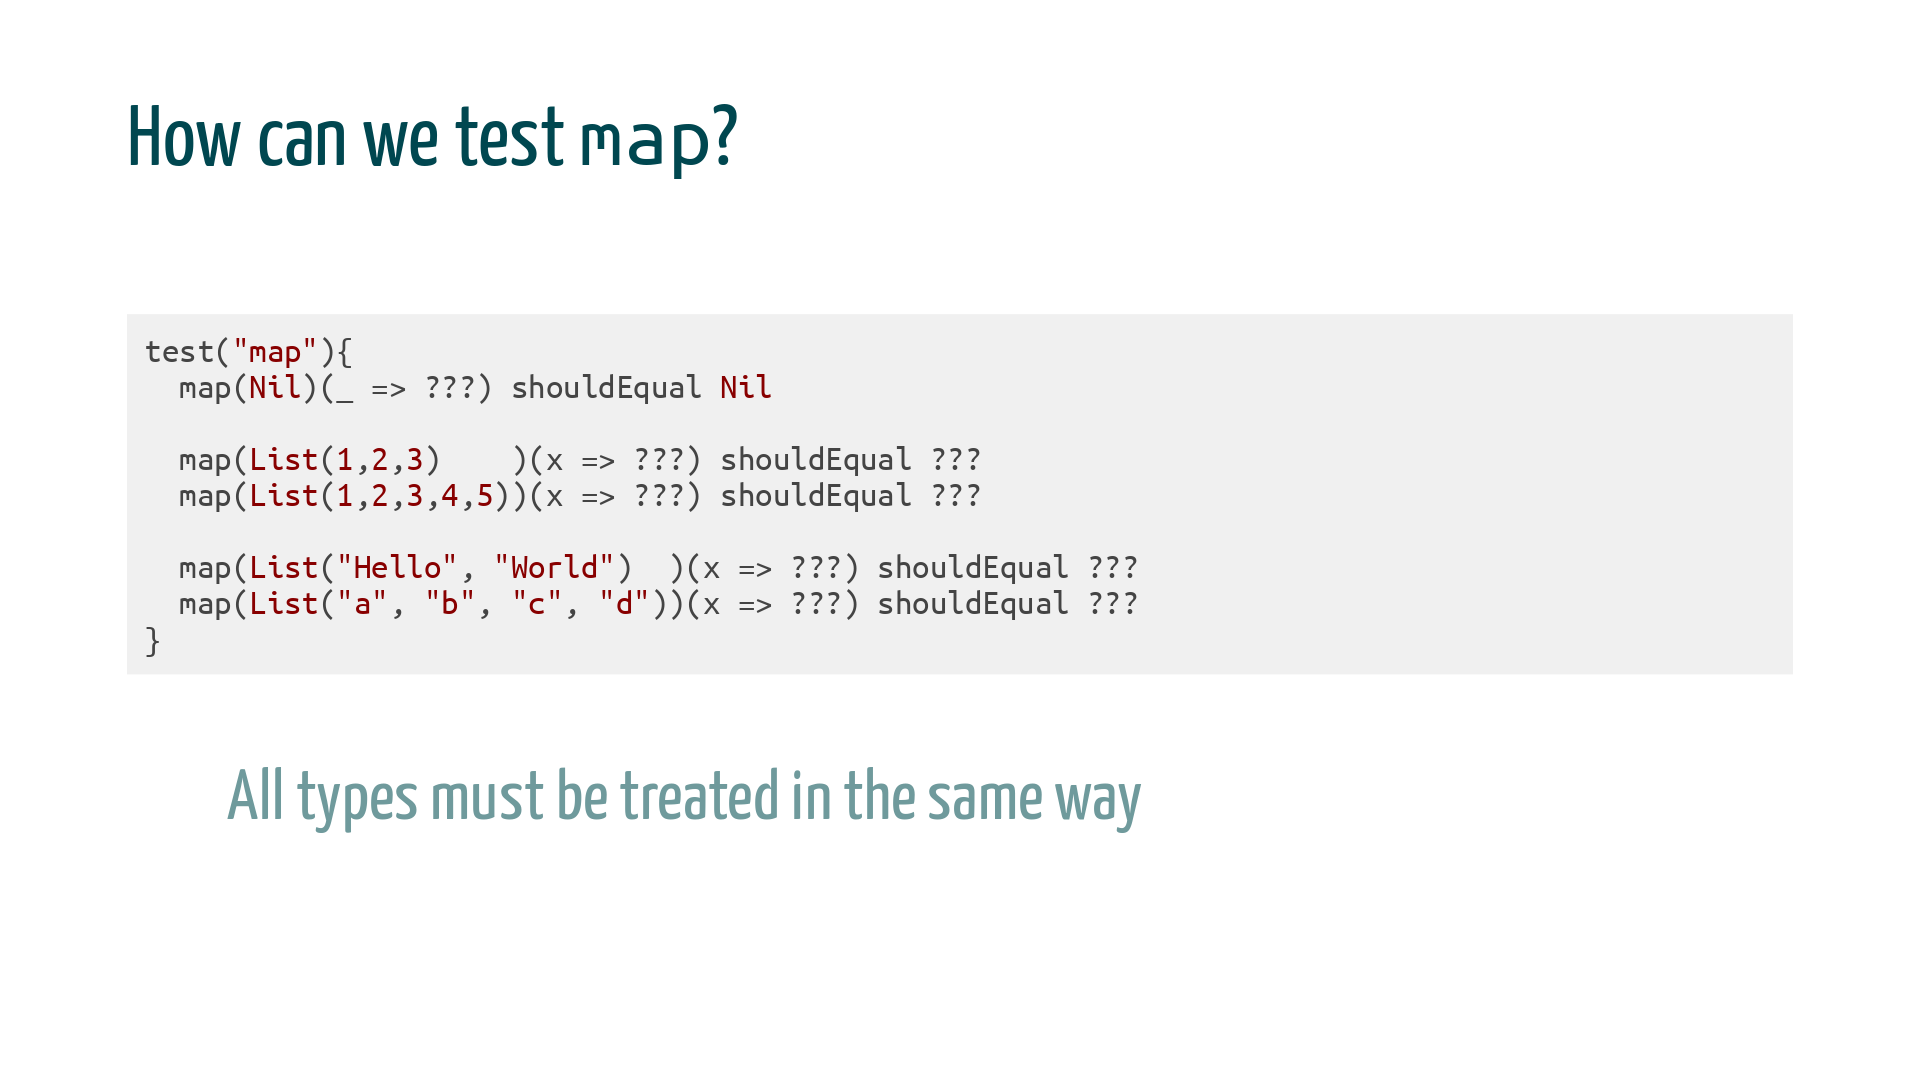 How can we test map?
test("map"){
  map(Nil)(_ => ???) shouldEqual Nil
  map(List(1,2,3)    )(x => ???) shouldEqual ???
  map(List(1,2,3,4,5))(x => ???) shouldEqual ???
  map(List("Hello", "World")  )(x => ???) shouldEqual ???
  map(List("a", "b", "c", "d"))(x => ???) shouldEqual ???
}
All types must be treated in the same way